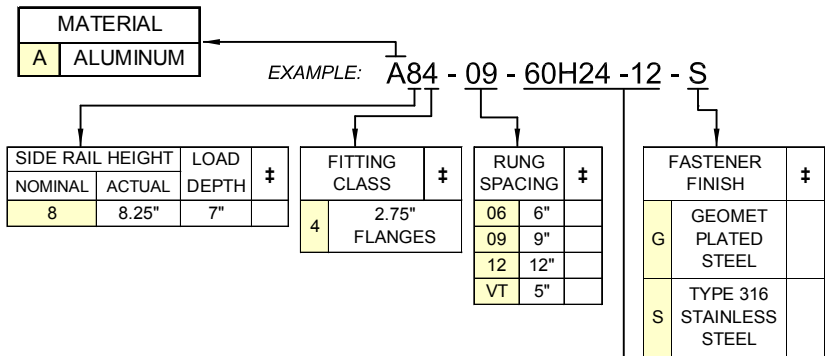 MATERIAL
A ALUMINUM
EXAMPLE: A84 - 09 - 60H24 -12 - S
SIDE RAIL HEIGHT LOAD DEPTH ‡
NOMINAL ACTUAL
8 8.25" 7"
FITTING CLASS ‡
4 2.75" FLANGES
RUNG SPACING ‡
06 6"
09 9"
12 12"
VT 5"
FASTENER FINISH ‡
G GEOMET PLATED STEEL
S TYPE 316 STAINLESS STEEL